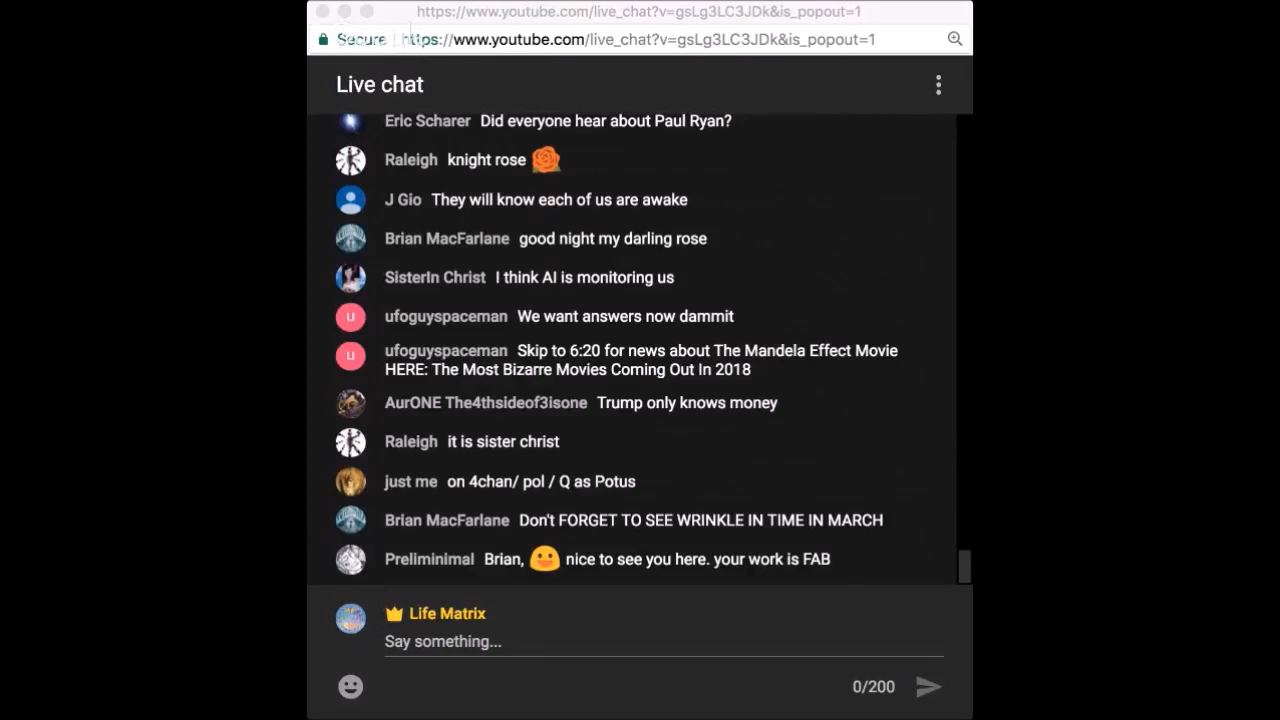 https://www.youtube.com/live_chat?v=gsLg3LC3JDk&is_popout=1
Secure https://www.youtube.com/live_chat?v=gsLg3LC3JDk&is_popout=1
Live chat
Eric Scharer Did everyone hear about Paul Ryan?
Raleigh knight rose
J Gio They will know each of us are awake
Brian MacFarlane good night my darling rose
SisterIn Christ I think AI is monitoring us
u ufoguyspaceman We want answers now dammit
u ufoguyspaceman Skip to 6:20 for news about The Mandela Effect Movie
HERE: The Most Bizarre Movies Coming Out In 2018
AurONE The4thsideof3isone Trump only knows money
Raleigh it is sister christ
just me on 4chan/ pol / Q as Potus
Brian MacFarlane Don't FORGET TO SEE WRINKLE IN TIME IN MARCH
Preliminimal Brian, nice to see you here. your work is FAB
Life Matrix
Say something...
0/200